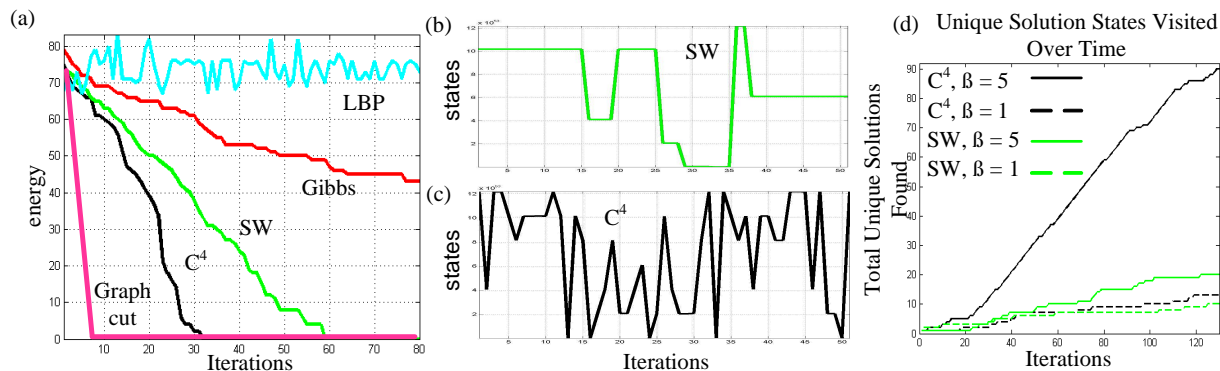 (a)
80
70
60
50
40
30
20
10
0
energy
10 20 30 40 50 60 70 80
Iterations
LBP
Gibbs
SW
C⁴
Graph
cut
(b)
states
SW
12
10
8
6
4
2
5 10 15 20 25 30 35 40 45 50
(c)
states
C⁴
12
10
8
6
4
2
5 10 15 20 25 30 35 40 45 50
Iterations
(d)
Unique Solution States Visited
Over Time
Total Unique Solutions
Found
90
80
70
60
50
40
30
20
10
0
C⁴, ß = 5
C⁴, ß = 1
SW, ß = 5
SW, ß = 1
0 20 40 60 80 100 120
Iterations